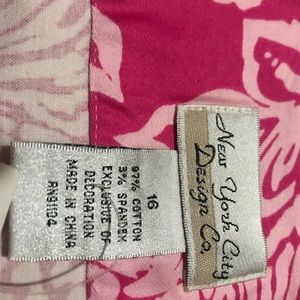 New York City
Design Co.
16
97% COTTON
3% SPANDEX
EXCLUSIVE OF
DECORATION
MADE IN CHINA
RN91104